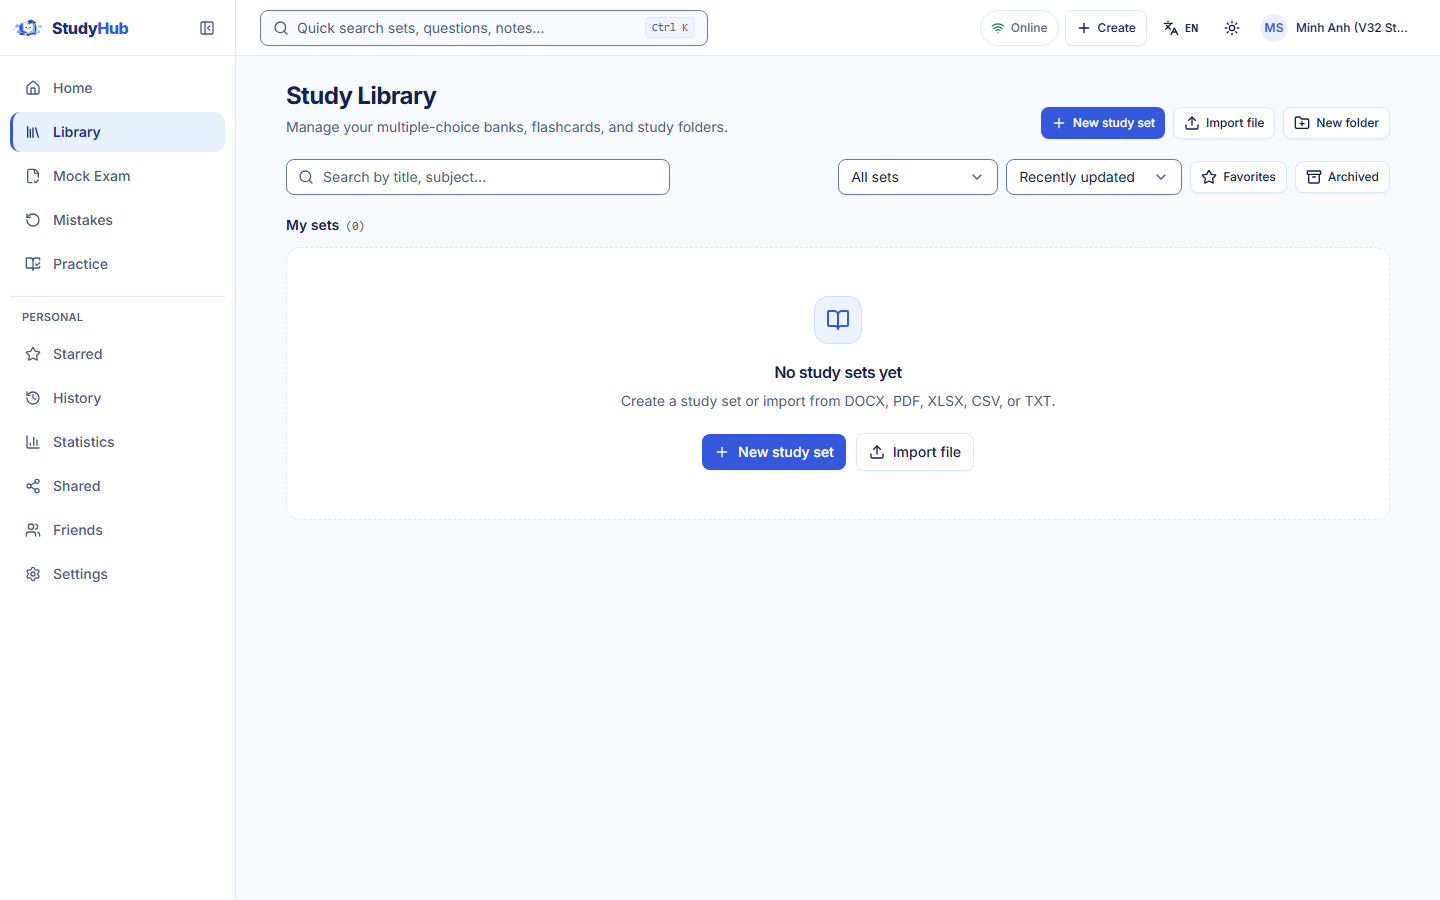 StudyHub
Quick search sets, questions, notes...
Ctrl K
Online
Create
EN
MS
Minh Anh (V32 St...
Home
Library
Mock Exam
Mistakes
Practice
PERSONAL
Starred
History
Statistics
Shared
Friends
Settings
Study Library
Manage your multiple-choice banks, flashcards, and study folders.
New study set
Import file
New folder
Search by title, subject...
All sets
Recently updated
Favorites
Archived
My sets (0)
No study sets yet
Create a study set or import from DOCX, PDF, XLSX, CSV, or TXT.
New study set
Import file